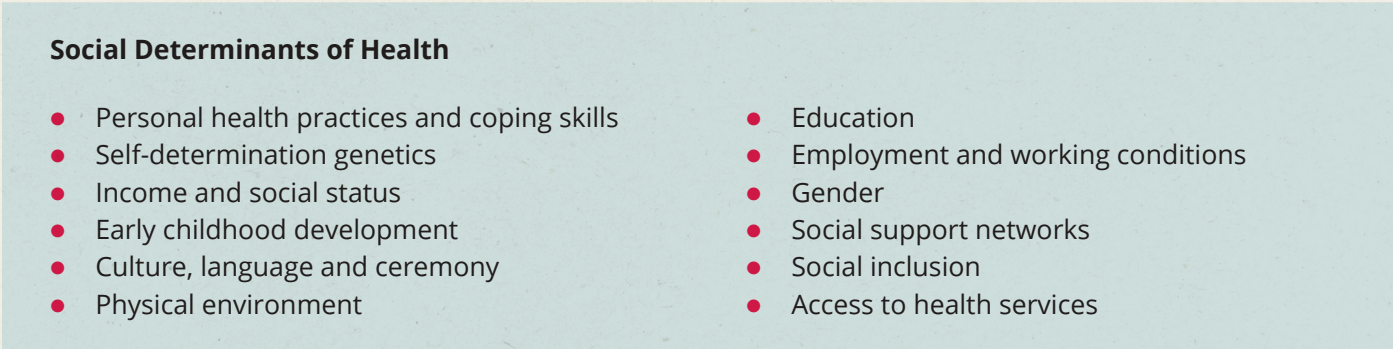 Social Determinants of Health
● Personal health practices and coping skills
● Self-determination genetics
● Income and social status
● Early childhood development
● Culture, language and ceremony
● Physical environment
● Education
● Employment and working conditions
● Gender
● Social support networks
● Social inclusion
● Access to health services